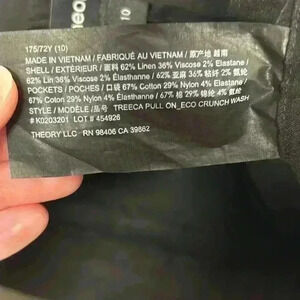 theo
10
175/72Y (10)
MADE IN VIETNAM / FABRIQUÉ AU VIETNAM / 原产地 越南
SHELL / EXTÉRIEUR / 面料 62% Linen 36% Viscose 2% Elastane /
62% Lin 36% Viscose 2% Élasthanne / 62% 亚麻 36% 粘纤 2% 氨纶
POCKETS / POCHES / 口袋 67% Cotton 29% Nylon 4% Elastane /
67% Coton 29% Nylon 4% Élasthanne / 67% 棉 29% 锦纶 4% 氨纶
STYLE / MODÈLE / 品号 TREECA PULL ON_ECO CRUNCH WASH
# K0203201 LOT # 454926
THEORY LLC RN 98406 CA 39862